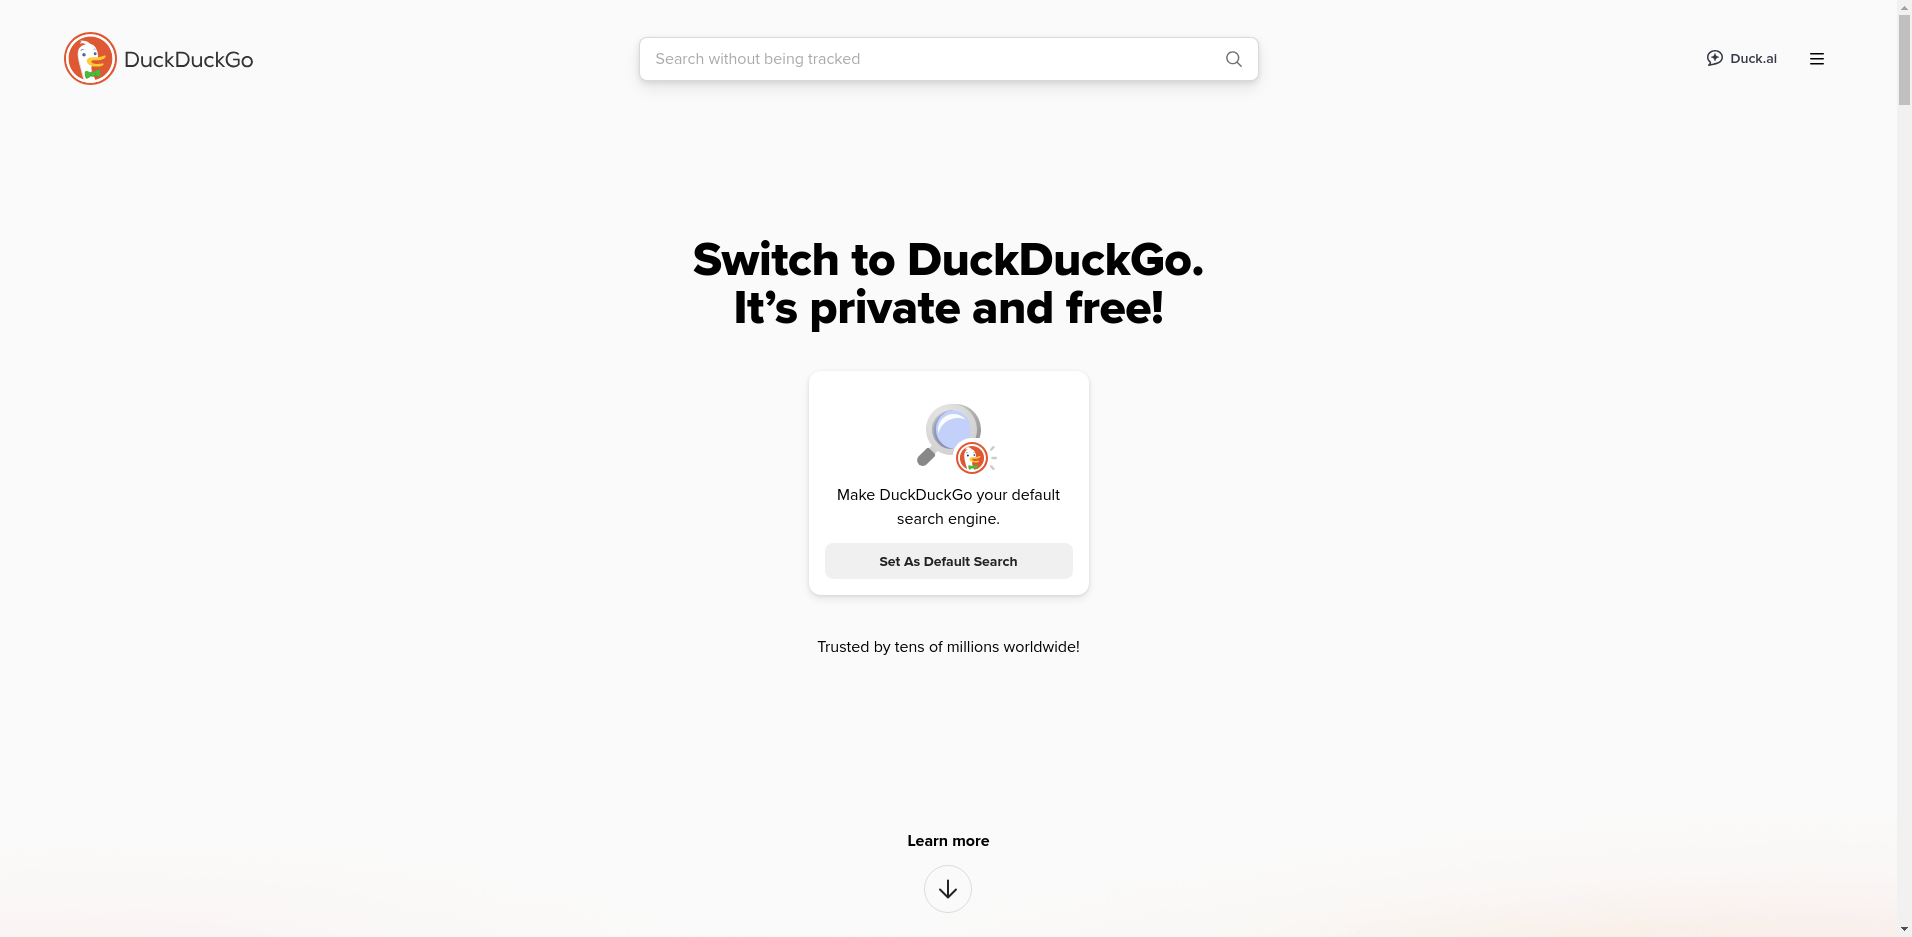 DuckDuckGo
Search without being tracked
Duck.ai
Switch to DuckDuckGo.
It’s private and free!
Make DuckDuckGo your default
search engine.
Set As Default Search
Trusted by tens of millions worldwide!
Learn more